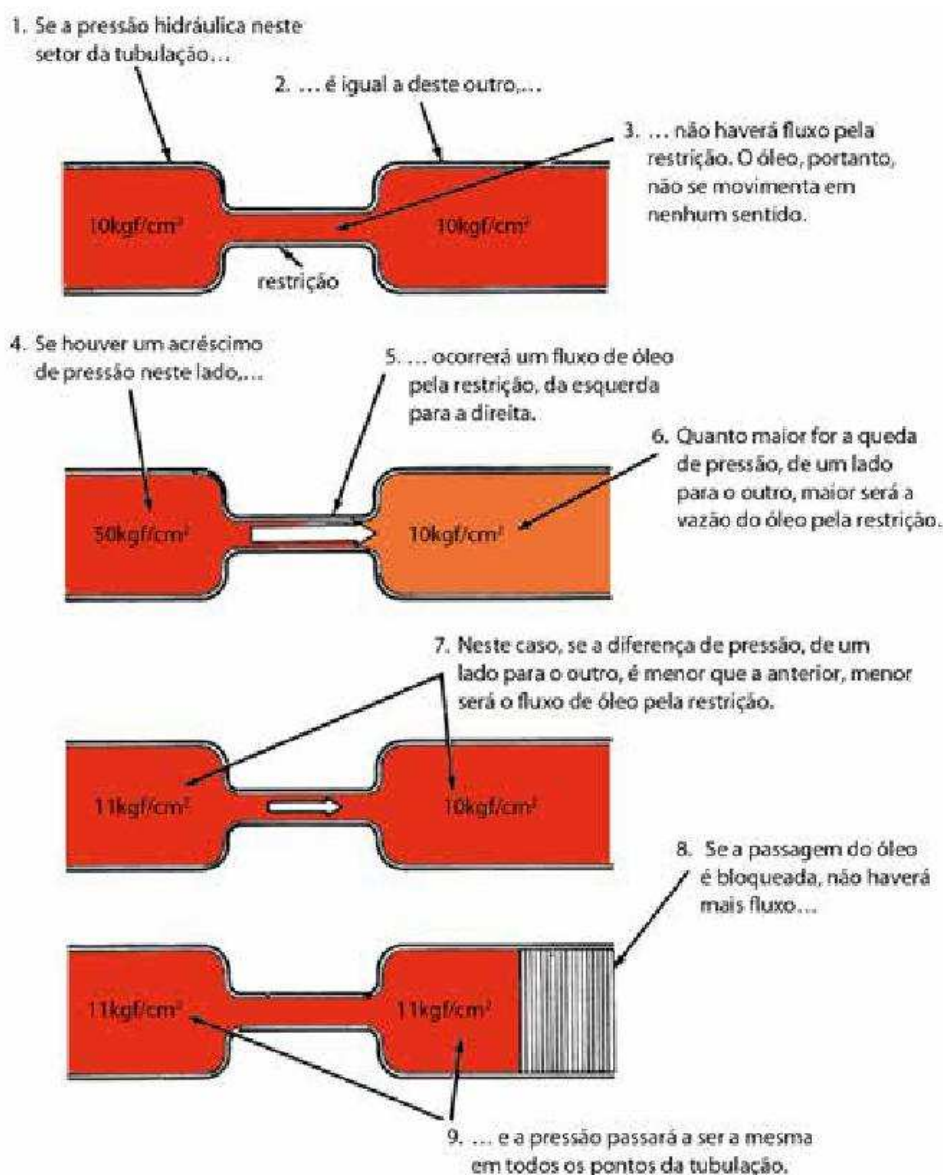 1. Se a pressão hidráulica neste
setor da tubulação...
2. ... é igual a deste outro,...
3. ... não haverá fluxo pela
restrição. O óleo, portanto,
não se movimenta em
nenhum sentido.
10kgf/cm²
10kgf/cm²
restrição
4. Se houver um acréscimo
de pressão neste lado,...
5. ... ocorrerá um fluxo de óleo
pela restrição, da esquerda
para a direita.
6. Quanto maior for a queda
de pressão, de um lado
para o outro, maior será a
vazão do óleo pela restrição.
50kgf/cm²
10kgf/cm²
7. Neste caso, se a diferença de pressão, de um
lado para o outro, é menor que a anterior, menor
será o fluxo de óleo pela restrição.
11kgf/cm²
10kgf/cm²
8. Se a passagem do óleo
é bloqueada, não haverá
mais fluxo...
11kgf/cm²
11kgf/cm²
9. ... e a pressão passará a ser a mesma
em todos os pontos da tubulação.